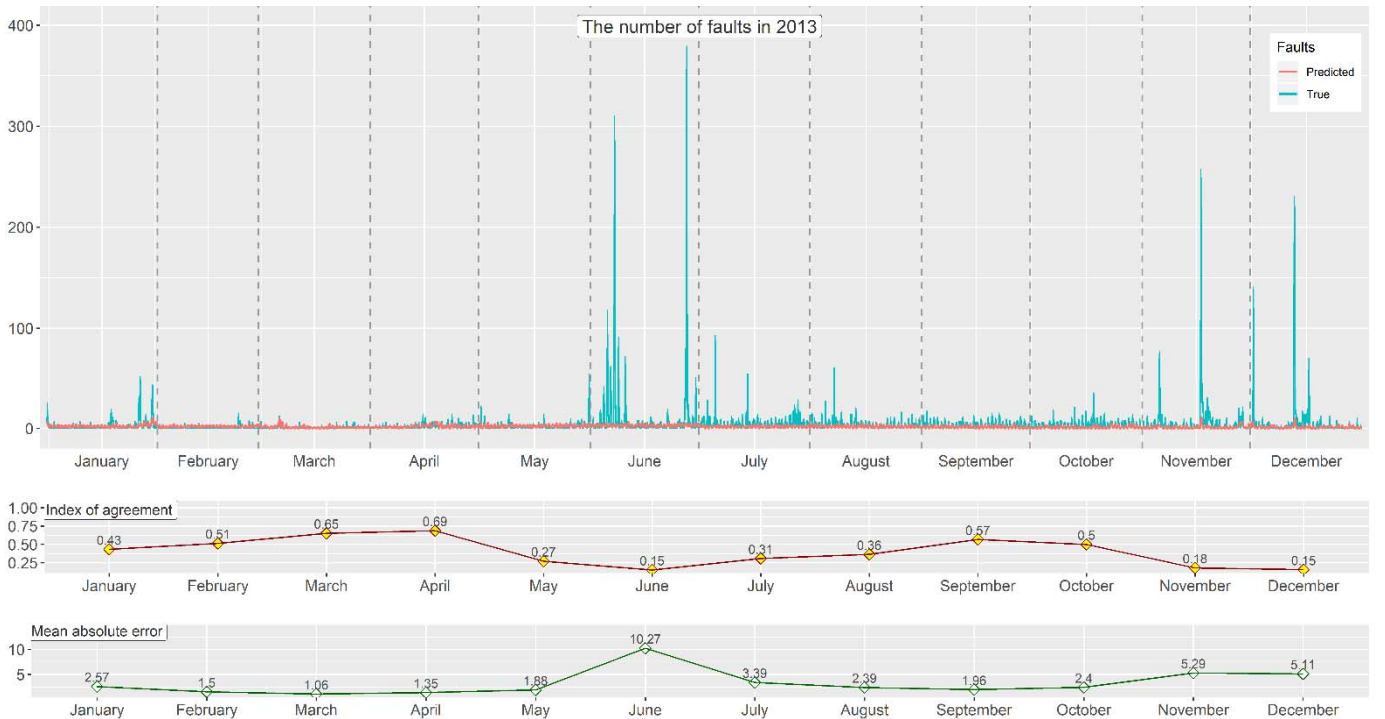 The number of faults in 2013
400
300
200
100
0
Faults
Predicted
True
January February March April May June July August September October November December
Index of agreement
1.00
0.75
0.50
0.25
0.43 0.51 0.65 0.69 0.27 0.15 0.31 0.36 0.57 0.5 0.18 0.15
January February March April May June July August September October November December
Mean absolute error
10
5
2.57 1.5 1.06 1.35 1.88 10.27 3.39 2.39 1.96 2.4 5.29 5.11
January February March April May June July August September October November December